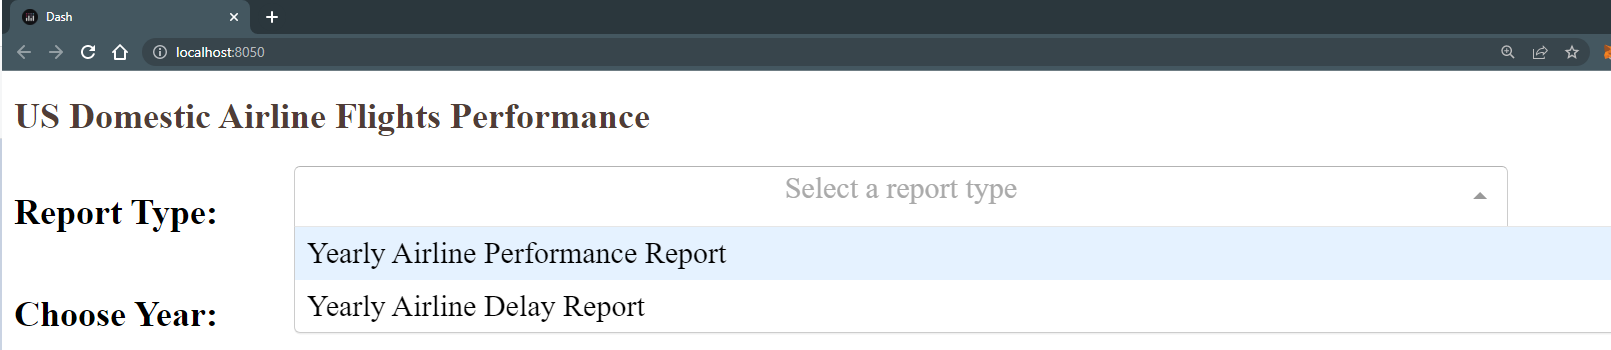 Dash
localhost:8050
US Domestic Airline Flights Performance
Report Type:
Select a report type
Yearly Airline Performance Report
Yearly Airline Delay Report
Choose Year: